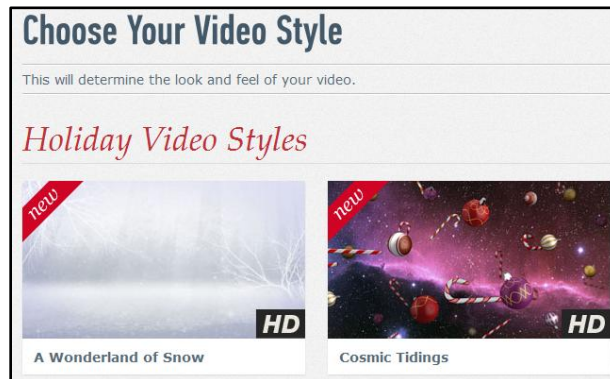 Choose Your Video Style
This will determine the look and feel of your video.
Holiday Video Styles
new
HD
new
HD
A Wonderland of Snow
Cosmic Tidings